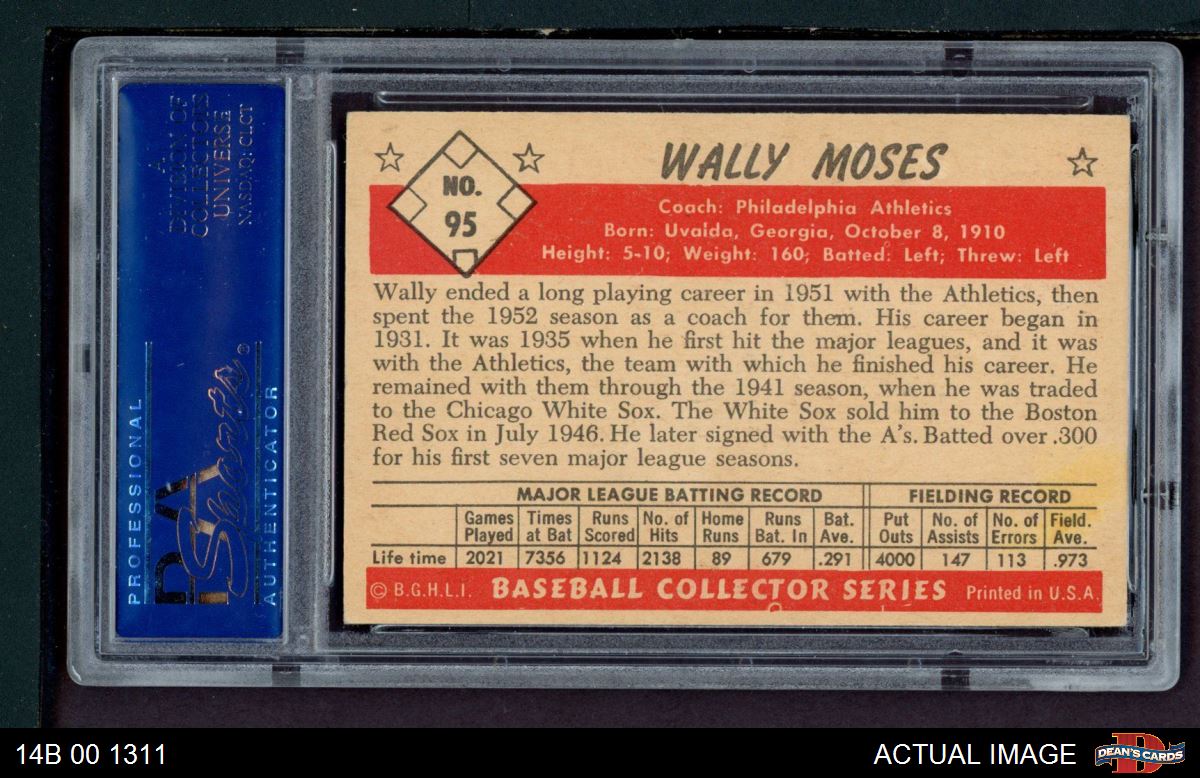 A
DIVISION OF
COLLECTORS
UNIVERSE
NASDAQ: CLCT
PROFESSIONAL
PSA
Sports®
AUTHENTICATOR
NO.
95
WALLY MOSES
Coach: Philadelphia Athletics
Born: Uvalda, Georgia, October 8, 1910
Height: 5-10; Weight: 160; Batted: Left; Threw: Left
Wally ended a long playing career in 1951 with the Athletics, then
spent the 1952 season as a coach for them. His career began in
1931. It was 1935 when he first hit the major leagues, and it was
with the Athletics, the team with which he finished his career. He
remained with them through the 1941 season, when he was traded
to the Chicago White Sox. The White Sox sold him to the Boston
Red Sox in July 1946. He later signed with the A's. Batted over .300
for his first seven major league seasons.
MAJOR LEAGUE BATTING RECORD FIELDING RECORD
Games Times Runs No. of Home Runs Bat. Put No. of No. of Field.
Played at Bat Scored Hits Runs Bat. In Ave. Outs Assists Errors Ave.
Life time 2021 7356 1124 2138 89 679 .291 4000 147 113 .973
© B.G.H.L.I. BASEBALL COLLECTOR SERIES Printed in U.S.A.
14B 00 1311 ACTUAL IMAGE DEAN'S CARDS